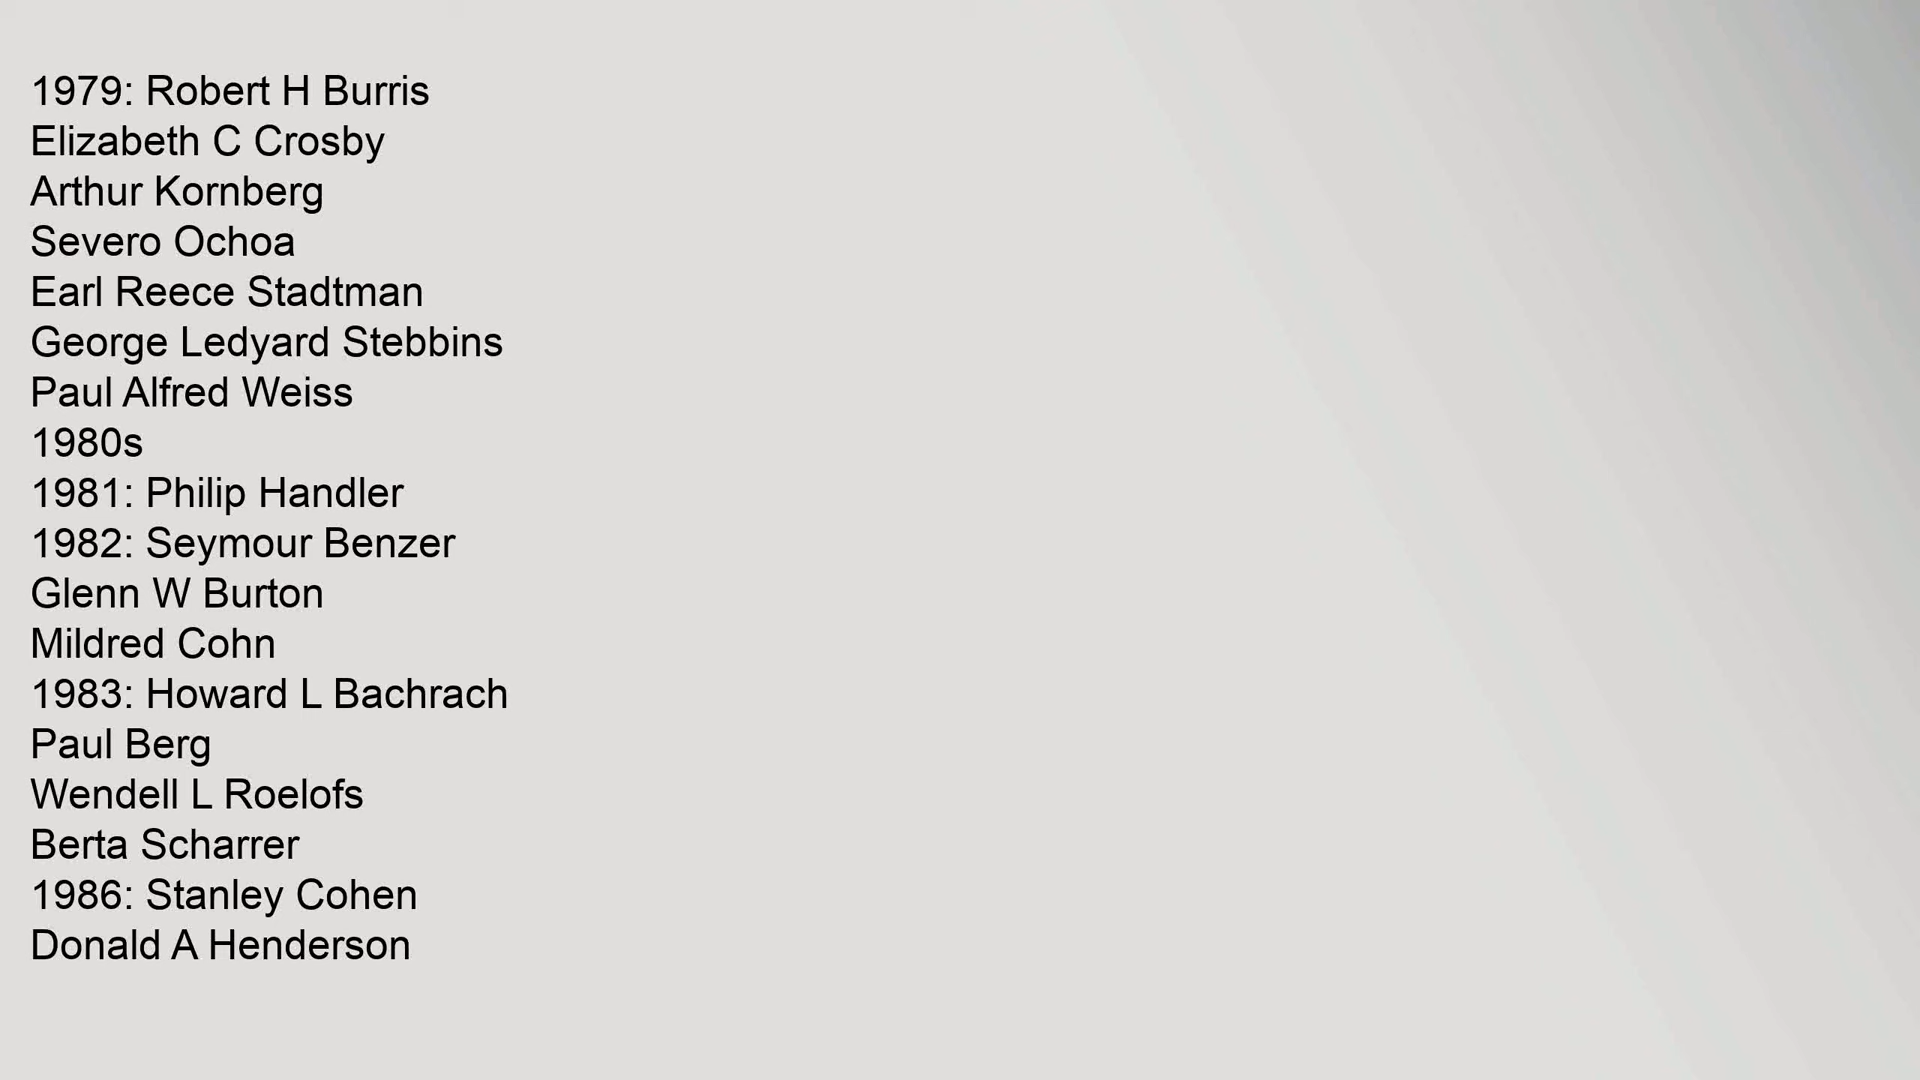 1979: Robert H Burris
Elizabeth C Crosby
Arthur Kornberg
Severo Ochoa
Earl Reece Stadtman
George Ledyard Stebbins
Paul Alfred Weiss
1980s
1981: Philip Handler
1982: Seymour Benzer
Glenn W Burton
Mildred Cohn
1983: Howard L Bachrach
Paul Berg
Wendell L Roelofs
Berta Scharrer
1986: Stanley Cohen
Donald A Henderson